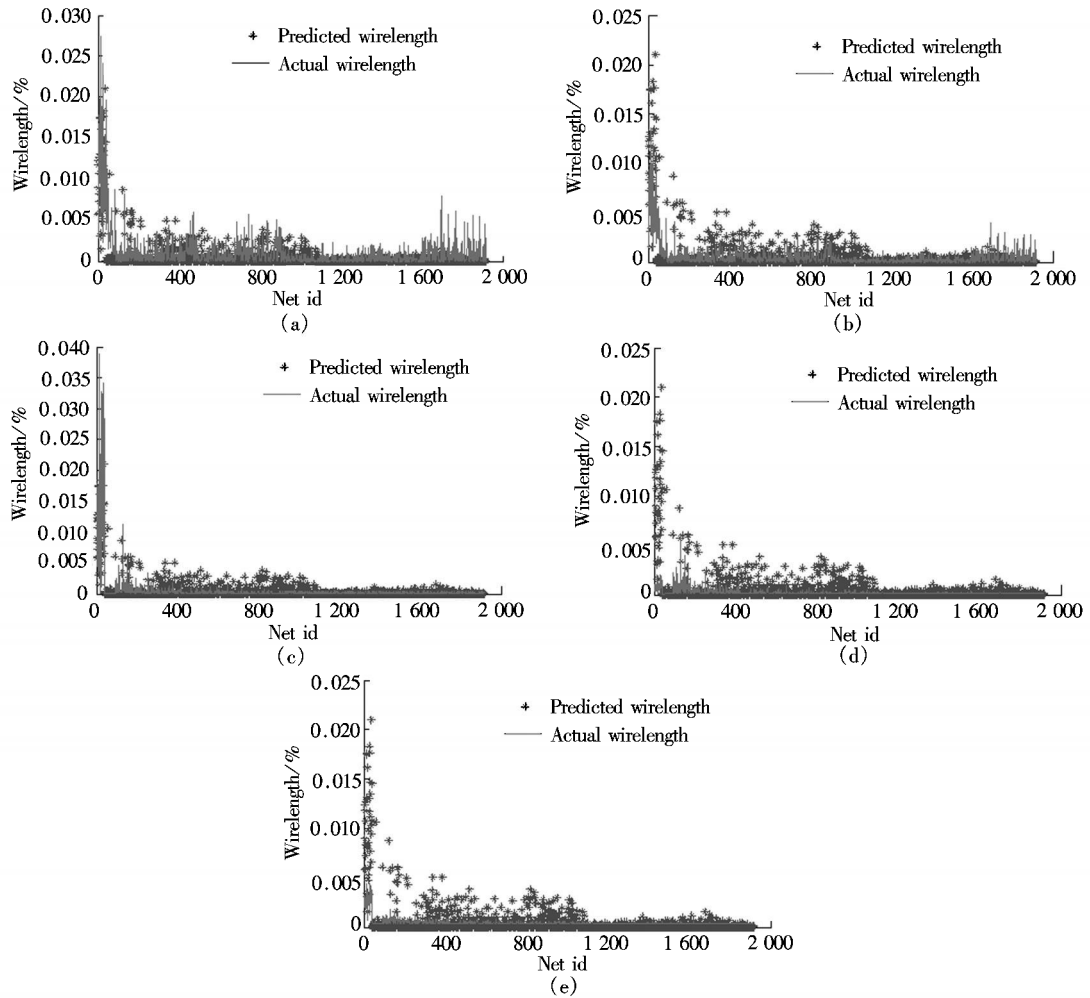 0.030
0.020
0.015
0.010
0.005
0
Wirelength/%
Predicted wirelength
Actual wirelength
0 400 800 1 200 1 600 2 000
Net id
(a)
0.025
0.020
0.015
0.010
0.005
0
Wirelength/%
Predicted wirelength
Actual wirelength
0 400 800 1 200 1 600 2 000
Net id
(b)
0.040
0.030
0.030
0.025
0.020
0.015
0.010
0.005
0
Wirelength/%
Predicted wirelength
Actual wirelength
0 400 800 1 200 1 600 2 000
Net id
(c)
0.025
0.020
0.015
0.010
0.005
0
Wirelength/%
Predicted wirelength
Actual wirelength
0 400 800 1 200 1 600 2 000
Net id
(d)
0.025
0.020
0.015
0.010
0.005
0
Wirelength/%
Predicted wirelength
Actual wirelength
0 400 800 1 200 1 600 2 000
Net id
(e)